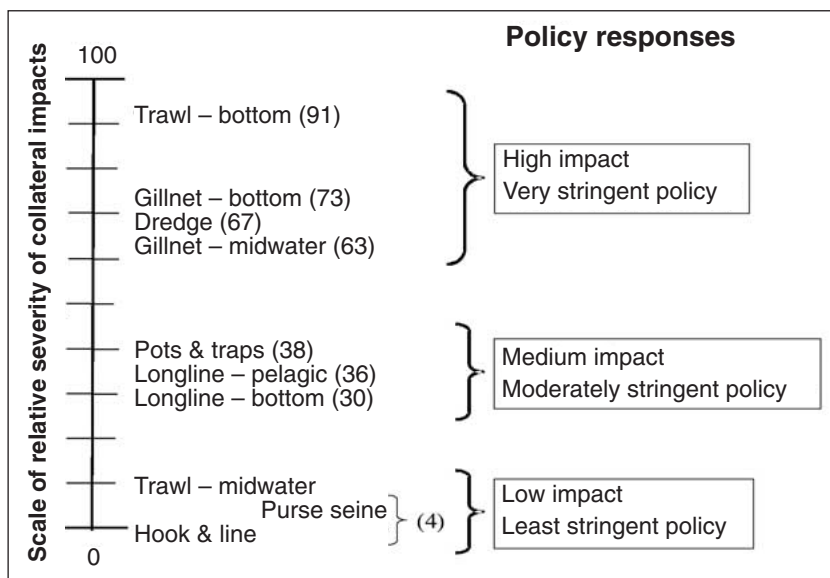 Policy responses
Scale of relative severity of collateral impacts
100
Trawl – bottom (91)
High impact
Very stringent policy
Gillnet – bottom (73)
Dredge (67)
Gillnet – midwater (63)
Pots & traps (38)
Longline – pelagic (36)
Longline – bottom (30)
Medium impact
Moderately stringent policy
Trawl – midwater
Purse seine
(4)
Hook & line
Low impact
Least stringent policy
0